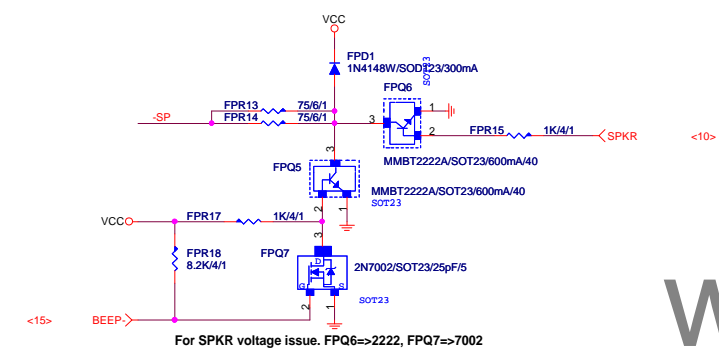 VCC
FPD1
1N4148W/SOD123/300mA
SOT23
FPQ6
FPR13 75/6/1
-SP FPR14 75/6/1
3 1
2 FPR15 1K/4/1 SPKR <10>
MMBT2222A/SOT23/600mA/40
3
FPQ5
MMBT2222A/SOT23/600mA/40
SOT23
2 1
VCC FPR17 1K/4/1
3
FPR18
8.2K/4/1
FPQ7
D
2N7002/SOT23/25pF/5
G S
SOT23
2 1
<15> BEEP-
For SPKR voltage issue. FPQ6=>2222, FPQ7=>7002
W